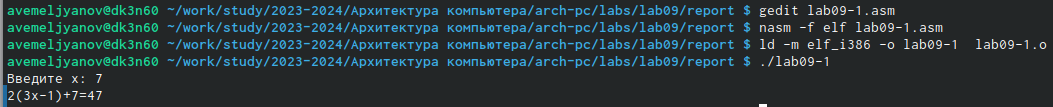 avemeljyanov@dk3n60 ~/work/study/2023-2024/Архитектура компьютера/arch-pc/labs/lab09/report $ gedit lab09-1.asm
avemeljyanov@dk3n60 ~/work/study/2023-2024/Архитектура компьютера/arch-pc/labs/lab09/report $ nasm -f elf lab09-1.asm
avemeljyanov@dk3n60 ~/work/study/2023-2024/Архитектура компьютера/arch-pc/labs/lab09/report $ ld -m elf_i386 -o lab09-1  lab09-1.o
avemeljyanov@dk3n60 ~/work/study/2023-2024/Архитектура компьютера/arch-pc/labs/lab09/report $ ./lab09-1
Введите x: 7
2(3x-1)+7=47